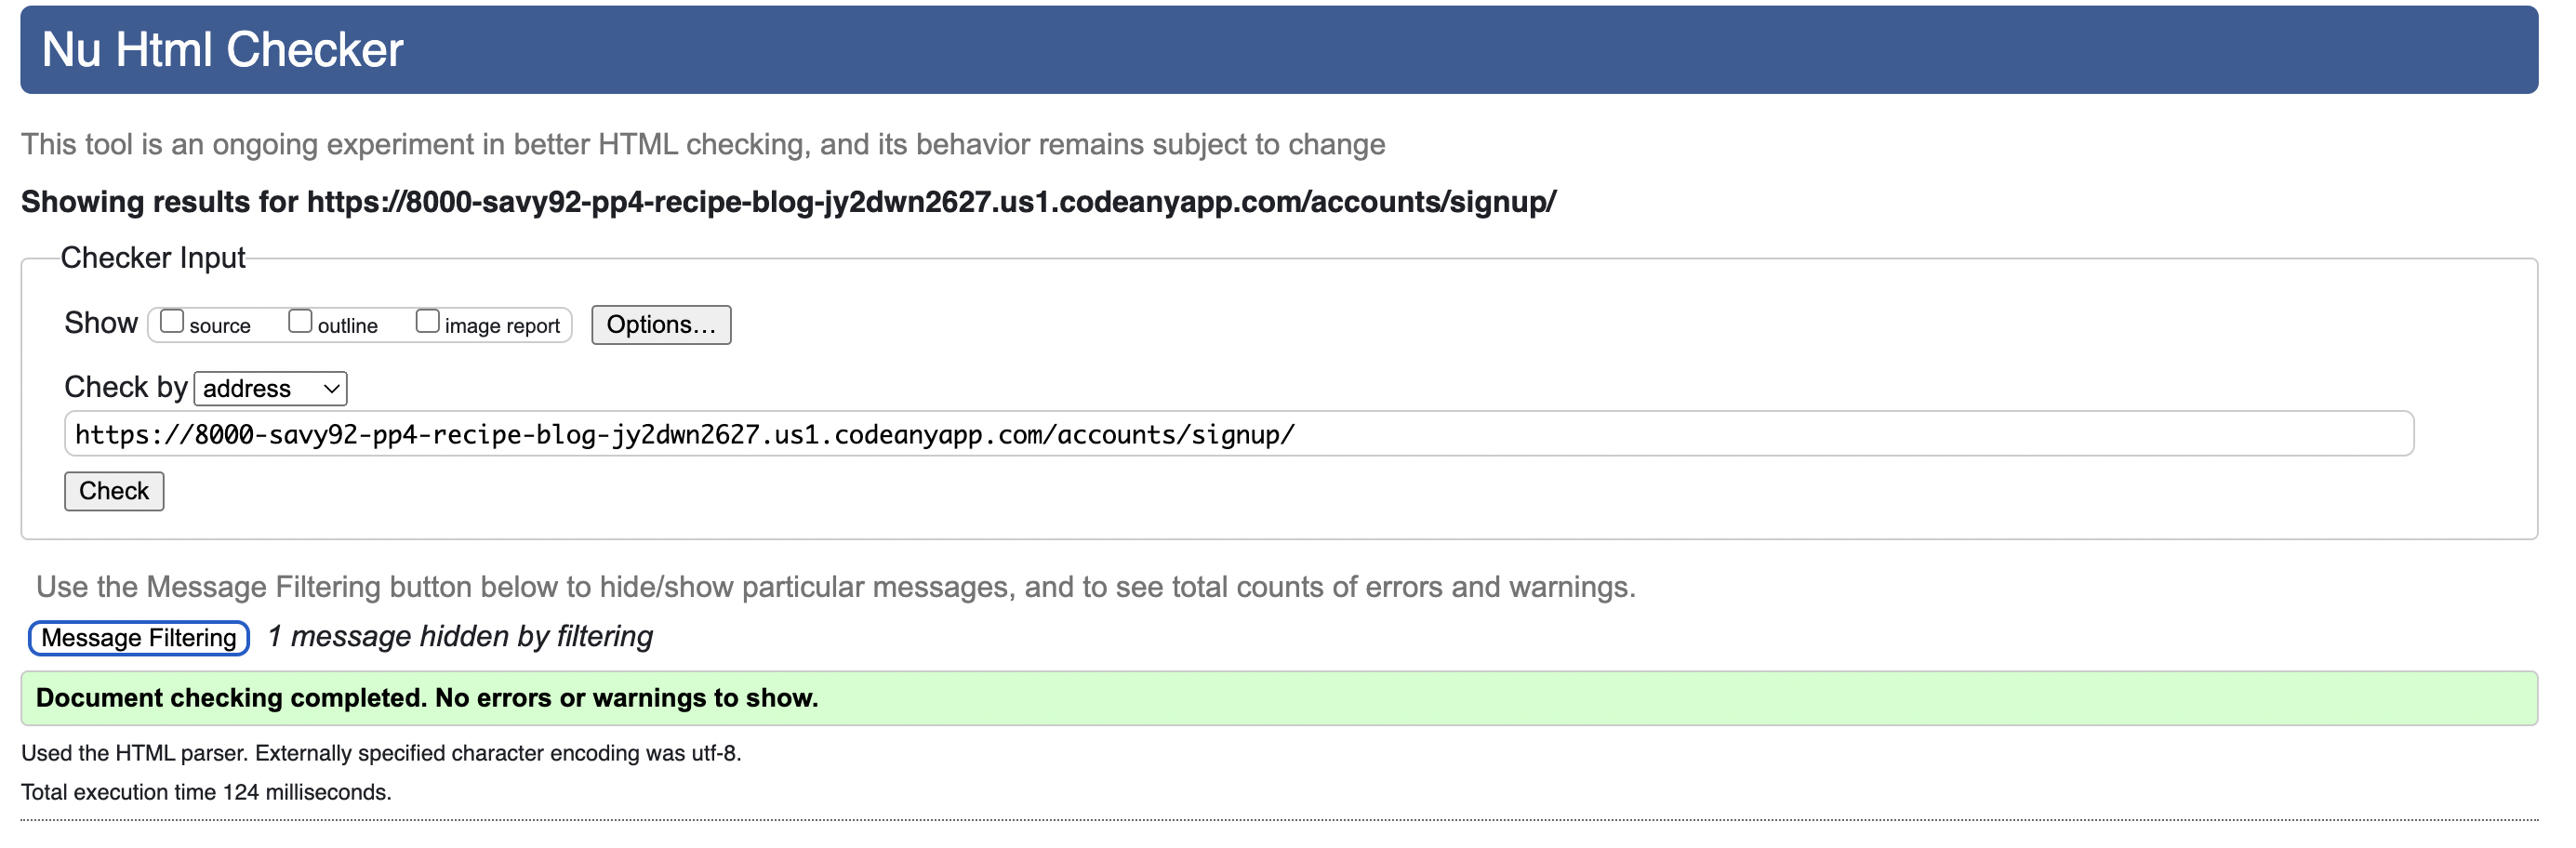 Nu Html Checker
This tool is an ongoing experiment in better HTML checking, and its behavior remains subject to change
Showing results for https://8000-savy92-pp4-recipe-blog-jy2dwn2627.us1.codeanyapp.com/accounts/signup/
Checker Input
Show source outline image report Options...
Check by address
https://8000-savy92-pp4-recipe-blog-jy2dwn2627.us1.codeanyapp.com/accounts/signup/
Check
Use the Message Filtering button below to hide/show particular messages, and to see total counts of errors and warnings.
Message Filtering 1 message hidden by filtering
Document checking completed. No errors or warnings to show.
Used the HTML parser. Externally specified character encoding was utf-8.
Total execution time 124 milliseconds.